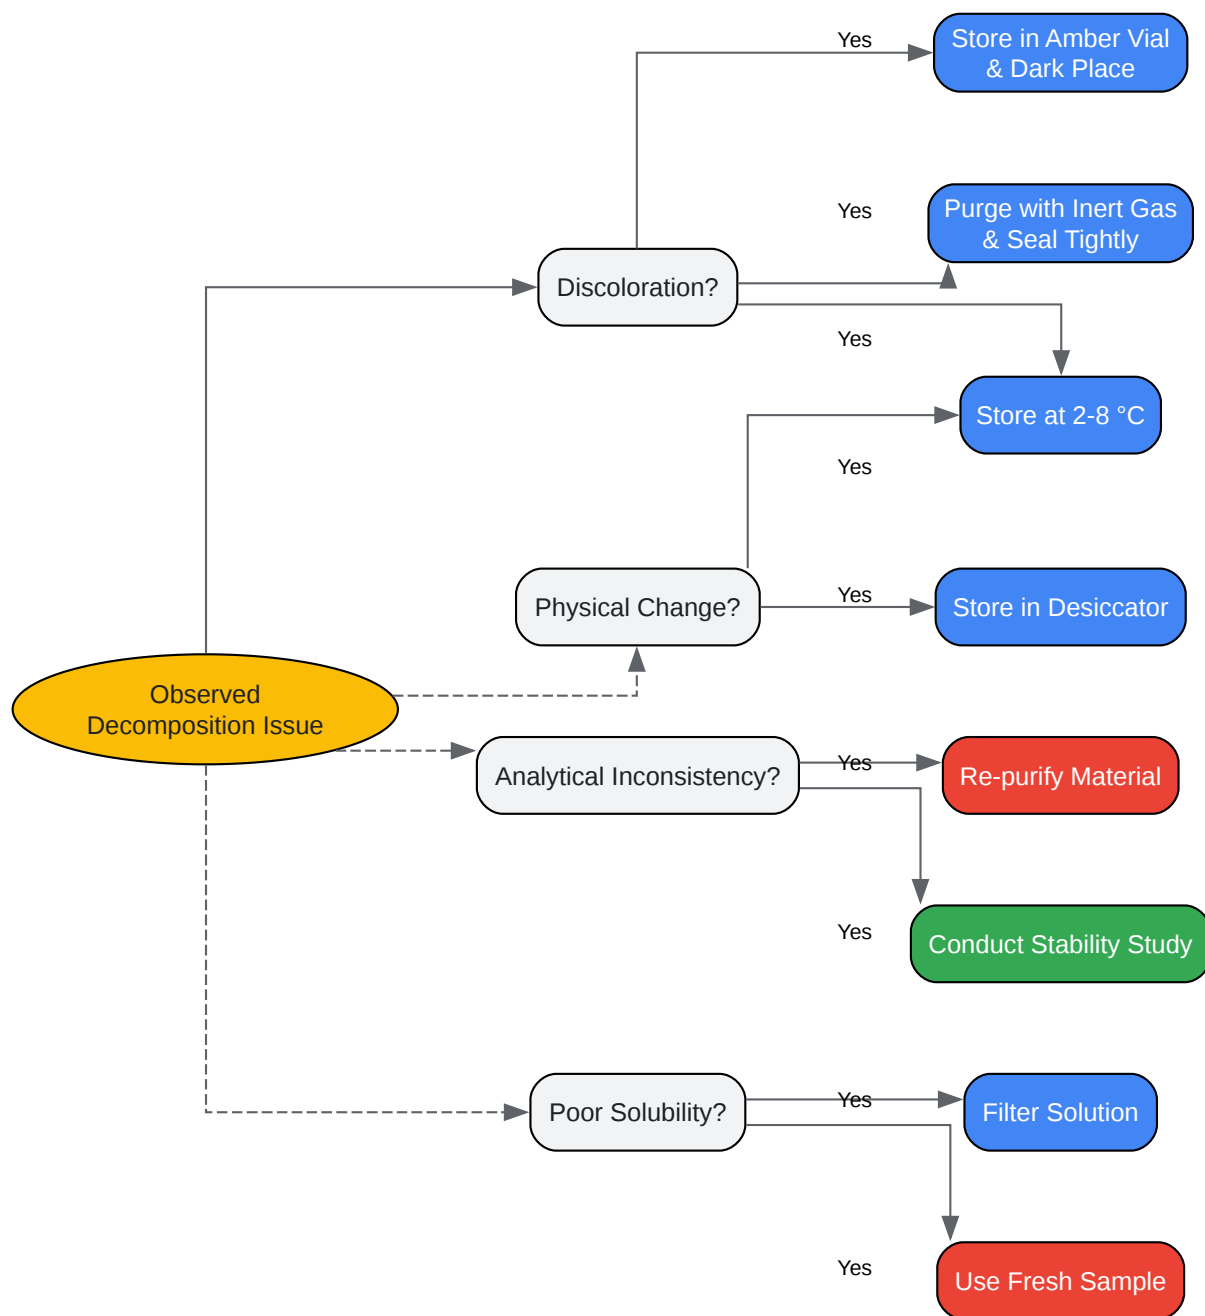 Yes
Store in Amber Vial
& Dark Place
Yes
Purge with Inert Gas
& Seal Tightly
Discoloration?
Yes
Store at 2-8 °C
Yes
Physical Change?
Yes
Store in Desiccator
Observed
Decomposition Issue
Analytical Inconsistency?
Yes
Re-purify Material
Yes
Conduct Stability Study
Poor Solubility?
Yes
Filter Solution
Yes
Use Fresh Sample